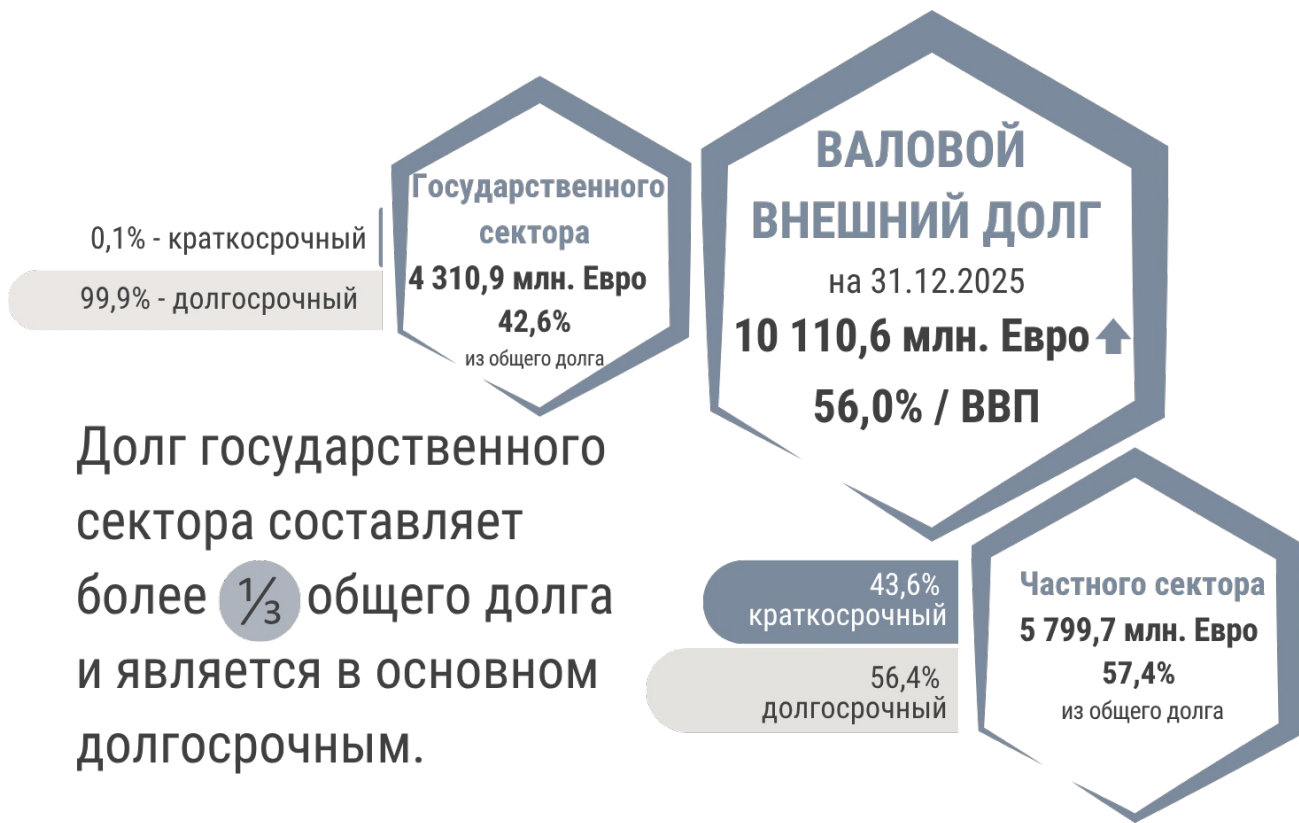 ВАЛОВОЙ
ВНЕШНИЙ ДОЛГ
на 31.12.2025
10 110,6 млн. Евро
56,0% / ВВП
Государственного
сектора
4 310,9 млн. Евро
42,6%
из общего долга
0,1% - краткосрочный
99,9% - долгосрочный
Долг государственного
сектора составляет
более ⅓ общего долга
и является в основном
долгосрочным.
Частного сектора
5 799,7 млн. Евро
57,4%
из общего долга
43,6%
краткосрочный
56,4%
долгосрочный